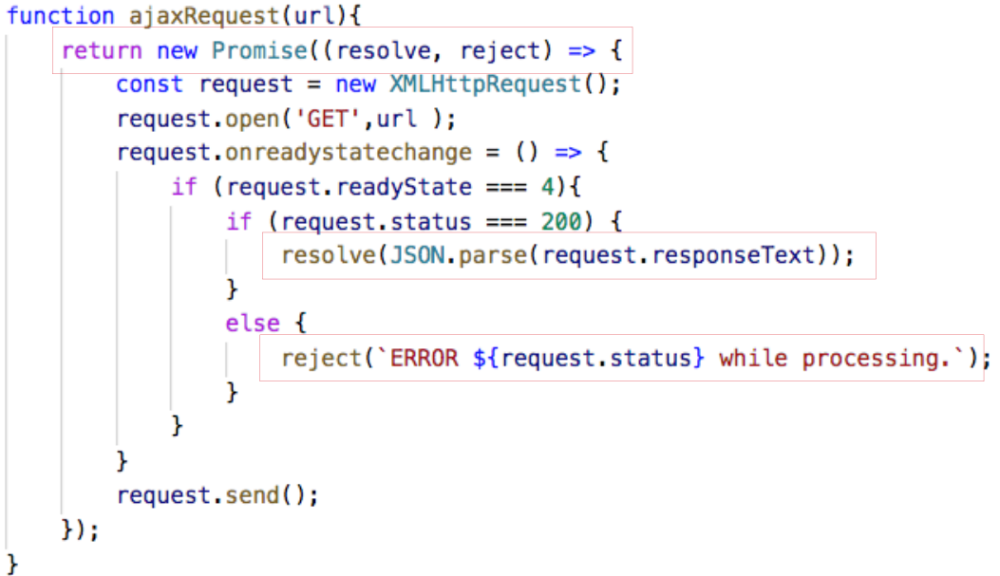 function ajaxRequest(url){
    return new Promise((resolve, reject) => {
        const request = new XMLHttpRequest();
        request.open('GET',url );
        request.onreadystatechange = () => {
            if (request.readyState === 4){
                if (request.status === 200) {
                    resolve(JSON.parse(request.responseText));
                }
                else {
                    reject(`ERROR ${request.status} while processing.`);
                }
            }
        }
        request.send();
    });
}